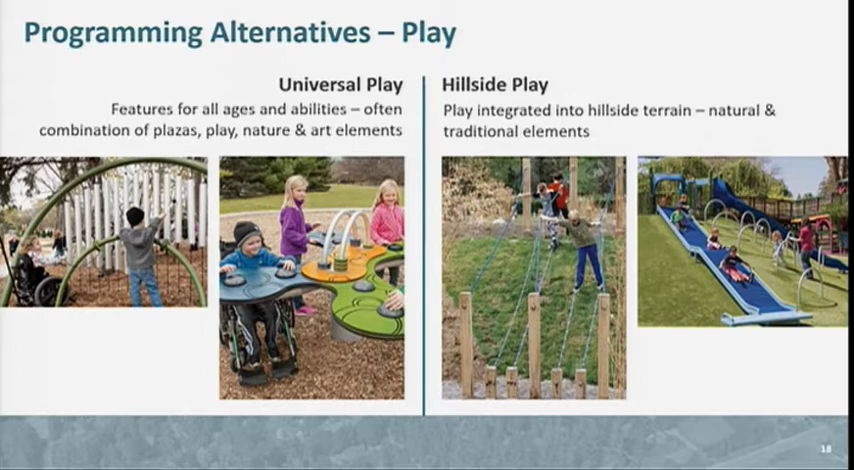 Programming Alternatives – Play
Universal Play
Features for all ages and abilities – often
combination of plazas, play, nature & art elements
Hillside Play
Play integrated into hillside terrain – natural &
traditional elements
18